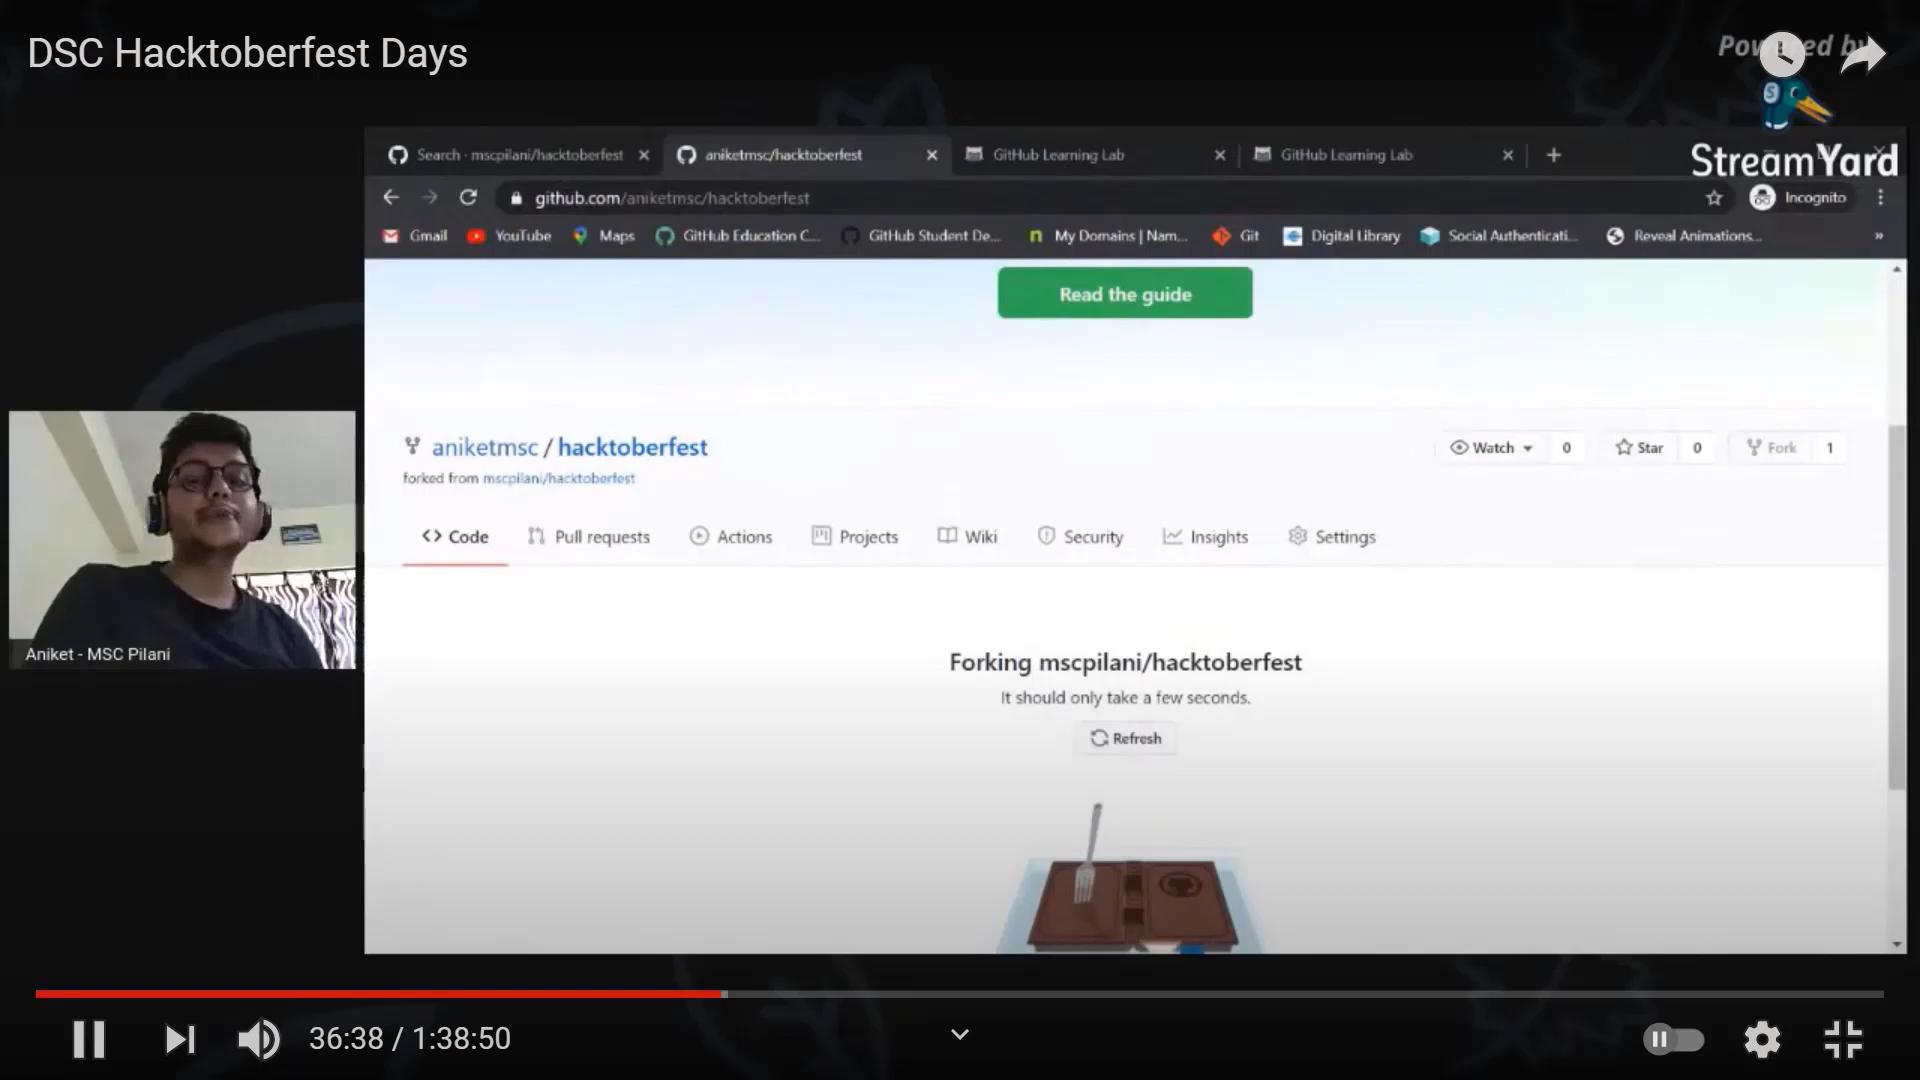 DSC Hacktoberfest Days
StreamYard
Search · mscpilani/hacktoberfest
aniketmsc/hacktoberfest
GitHub Learning Lab
GitHub Learning Lab
github.com/aniketmsc/hacktoberfest
Incognito
Gmail
YouTube
Maps
GitHub Education C...
GitHub Student De...
My Domains | Nam...
Git
Digital Library
Social Authenticati...
Reveal Animations...
»
Read the guide
aniketmsc / hacktoberfest
forked from mscpilani/hacktoberfest
Watch 0
Star 0
Fork 1
Code
Pull requests
Actions
Projects
Wiki
Security
Insights
Settings
Forking mscpilani/hacktoberfest
It should only take a few seconds.
Refresh
Aniket - MSC Pilani
36:38 / 1:38:50